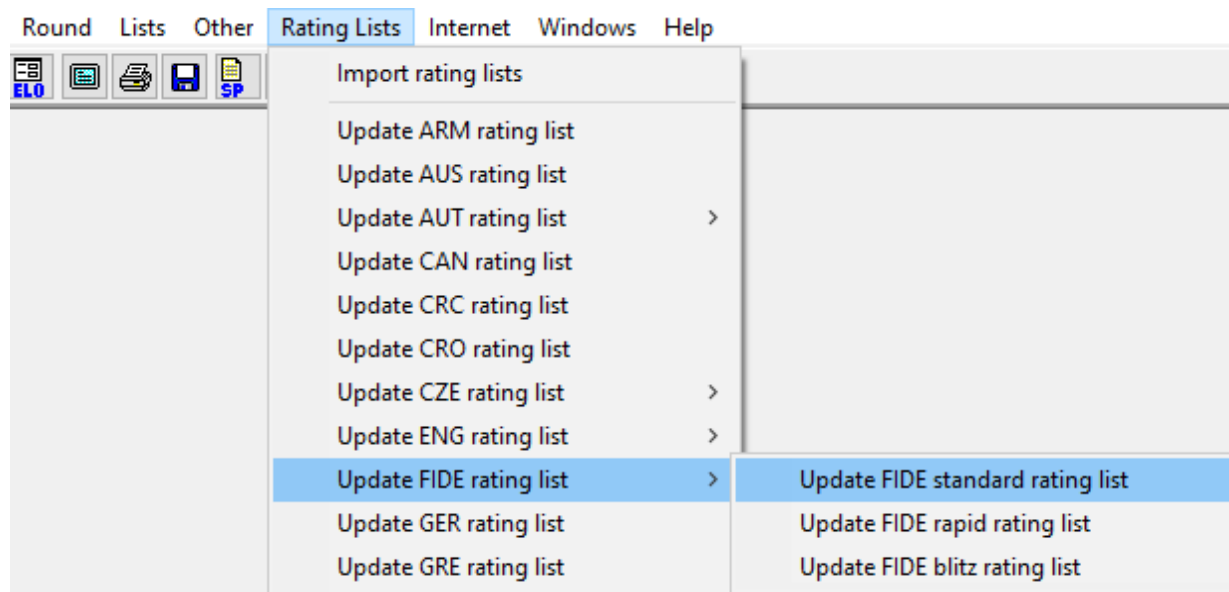 Round Lists Other Rating Lists Internet Windows Help
ELO SP
Import rating lists
Update ARM rating list
Update AUS rating list
Update AUT rating list
Update CAN rating list
Update CRC rating list
Update CRO rating list
Update CZE rating list
Update ENG rating list
Update FIDE rating list Update FIDE standard rating list
Update GER rating list Update FIDE rapid rating list
Update GRE rating list Update FIDE blitz rating list